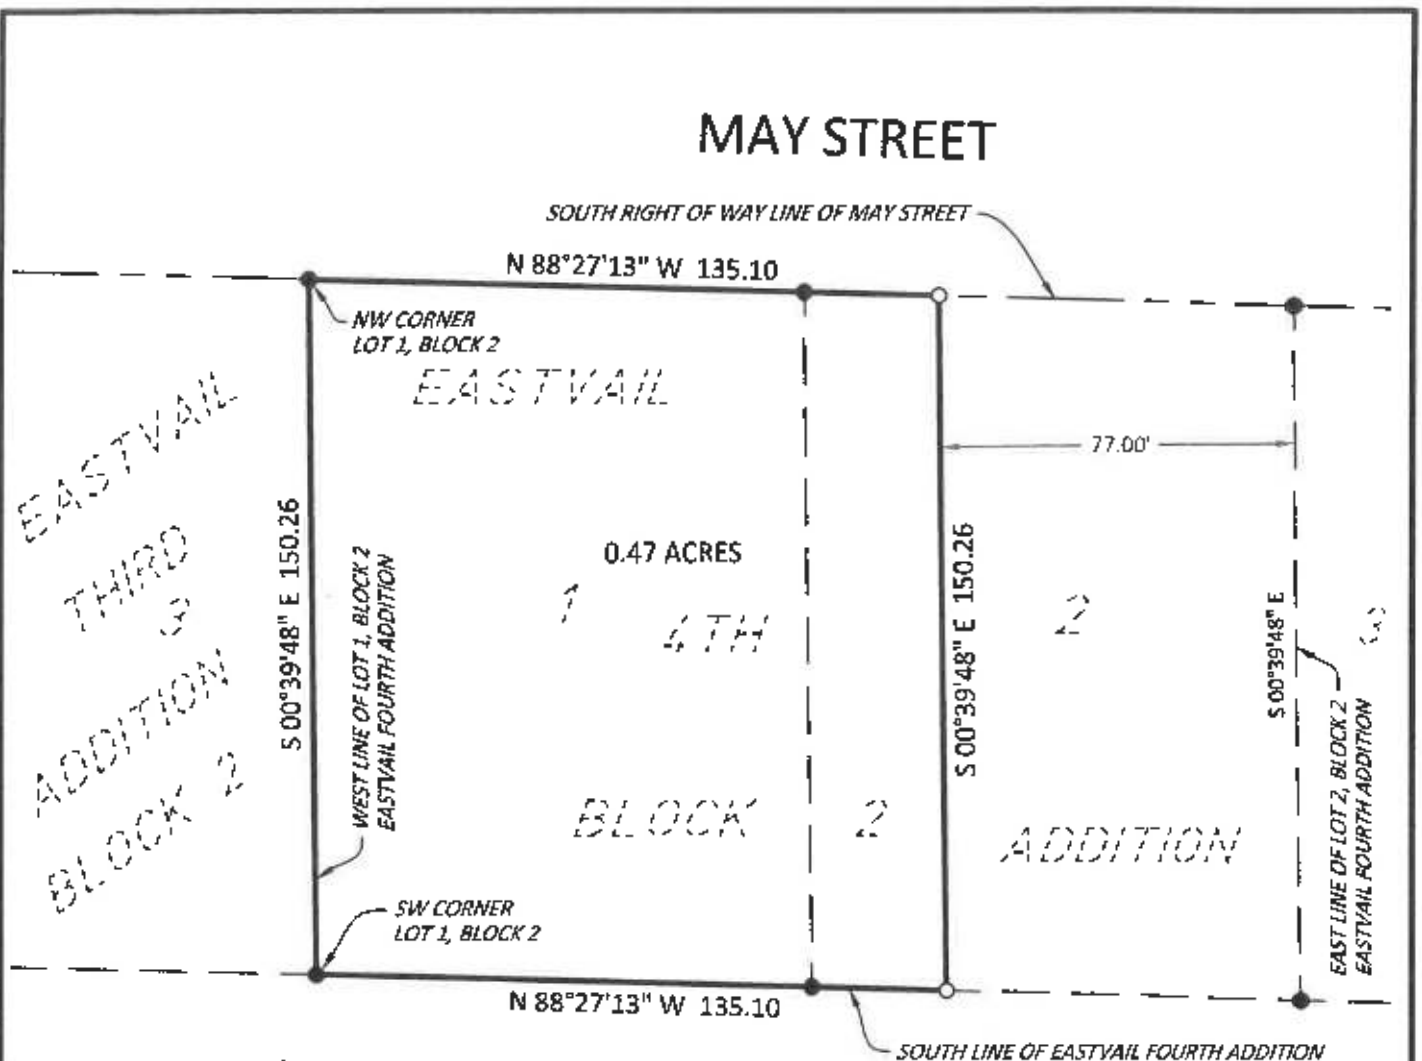 MAY STREET
SOUTH RIGHT OF WAY LINE OF MAY STREET
N 88°27'13" W 135.10
NW CORNER
LOT 1, BLOCK 2
EASTVAIL
EASTVAIL
THIRD
3
ADDITION
BLOCK 2
77.00'
S 00°39'48" E 150.26
WEST LINE OF LOT 1, BLOCK 2
EASTVAIL FOURTH ADDITION
0.47 ACRES
1
4TH
S 00°39'48" E 150.26
2
S 00°39'48" E
3
BLOCK 2
ADDITION
EAST LINE OF LOT 2, BLOCK 2
EASTVAIL FOURTH ADDITION
SW CORNER
LOT 1, BLOCK 2
N 88°27'13" W 135.10
SOUTH LINE OF EASTVAIL FOURTH ADDITION